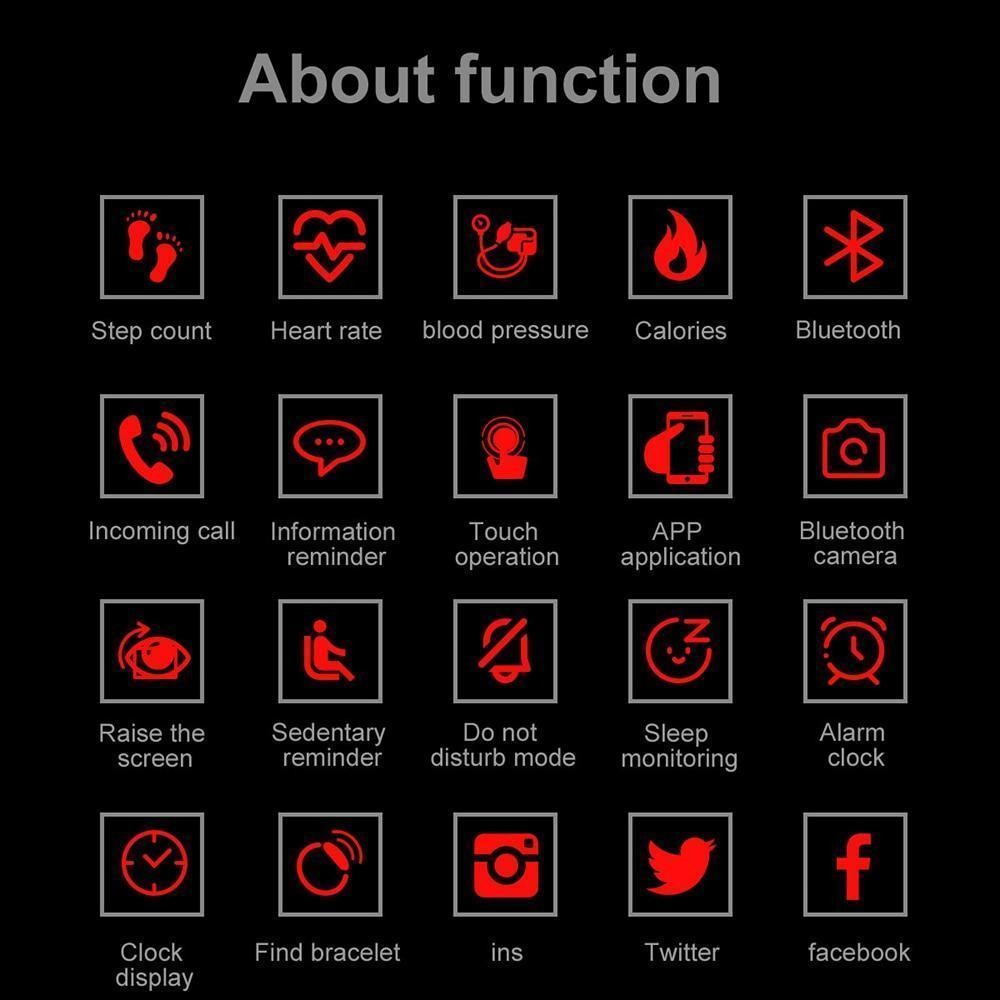 About function
Step count
Heart rate
blood pressure
Calories
Bluetooth
Incoming call
Information
reminder
Touch
operation
APP
application
Bluetooth
camera
Raise the
screen
Sedentary
reminder
Do not
disturb mode
Sleep
monitoring
Alarm
clock
Clock
display
Find bracelet
ins
Twitter
facebook